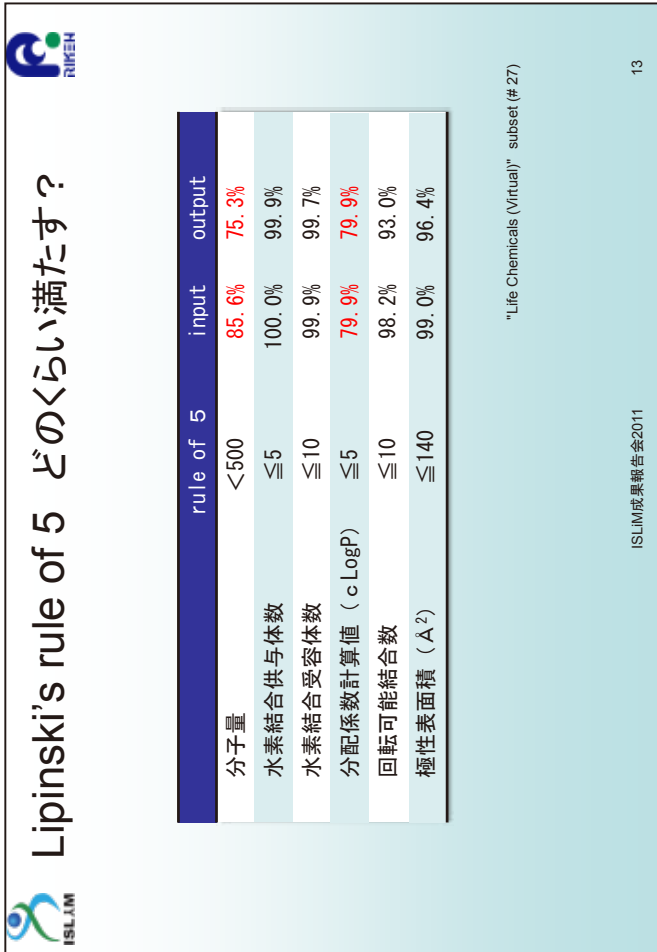 ISLiM
Lipinski's rule of 5 どのくらい満たす？
RIKEN
rule of 5 input output
分子量 ＜500 85.6% 75.3%
水素結合供与体数 ≦5 100.0% 99.9%
水素結合受容体数 ≦10 99.9% 99.7%
分配係数計算値（ｃLogP） ≦5 79.9% 79.9%
回転可能結合数 ≦10 98.2% 93.0%
極性表面積（Å²） ≦140 99.0% 96.4%
"Life Chemicals (Virtual)" subset (# 27)
ISLiM成果報告会2011
13